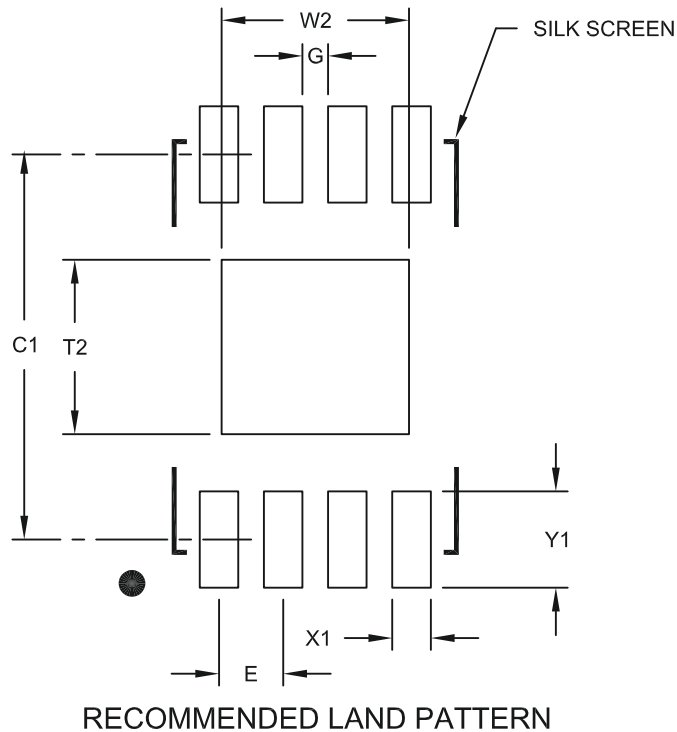 W2
SILK SCREEN
G
C1
T2
Y1
X1
E
RECOMMENDED LAND PATTERN